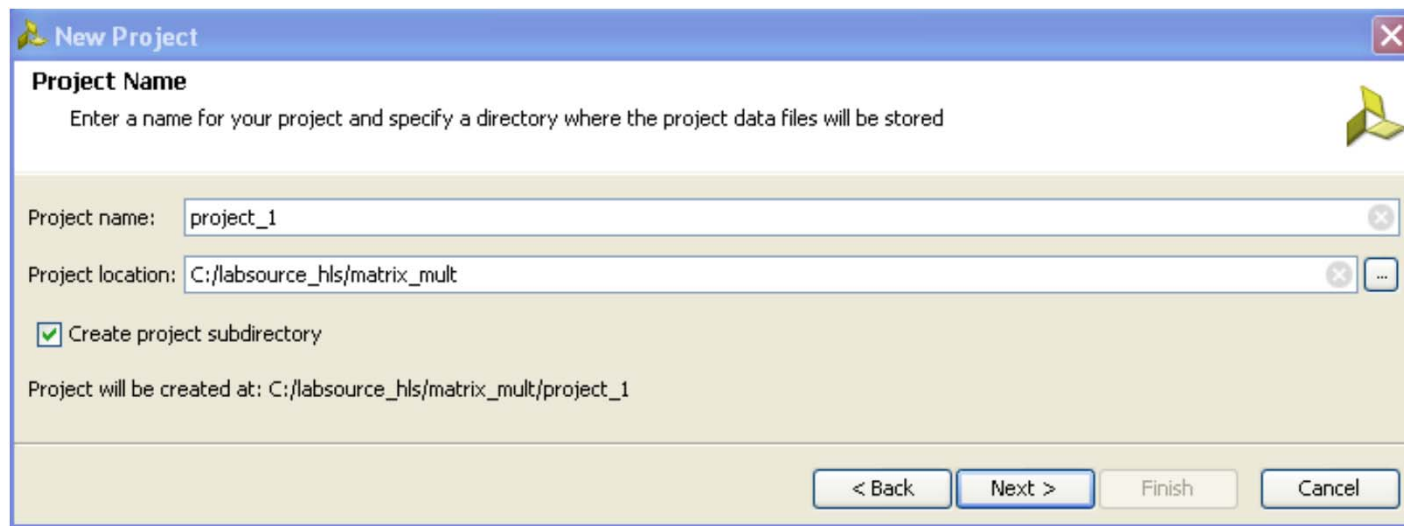 New Project
Project Name
Enter a name for your project and specify a directory where the project data files will be stored
Project name: project_1
Project location: C:/labsource_hls/matrix_mult ...
Create project subdirectory
Project will be created at: C:/labsource_hls/matrix_mult/project_1
< Back Next > Finish Cancel